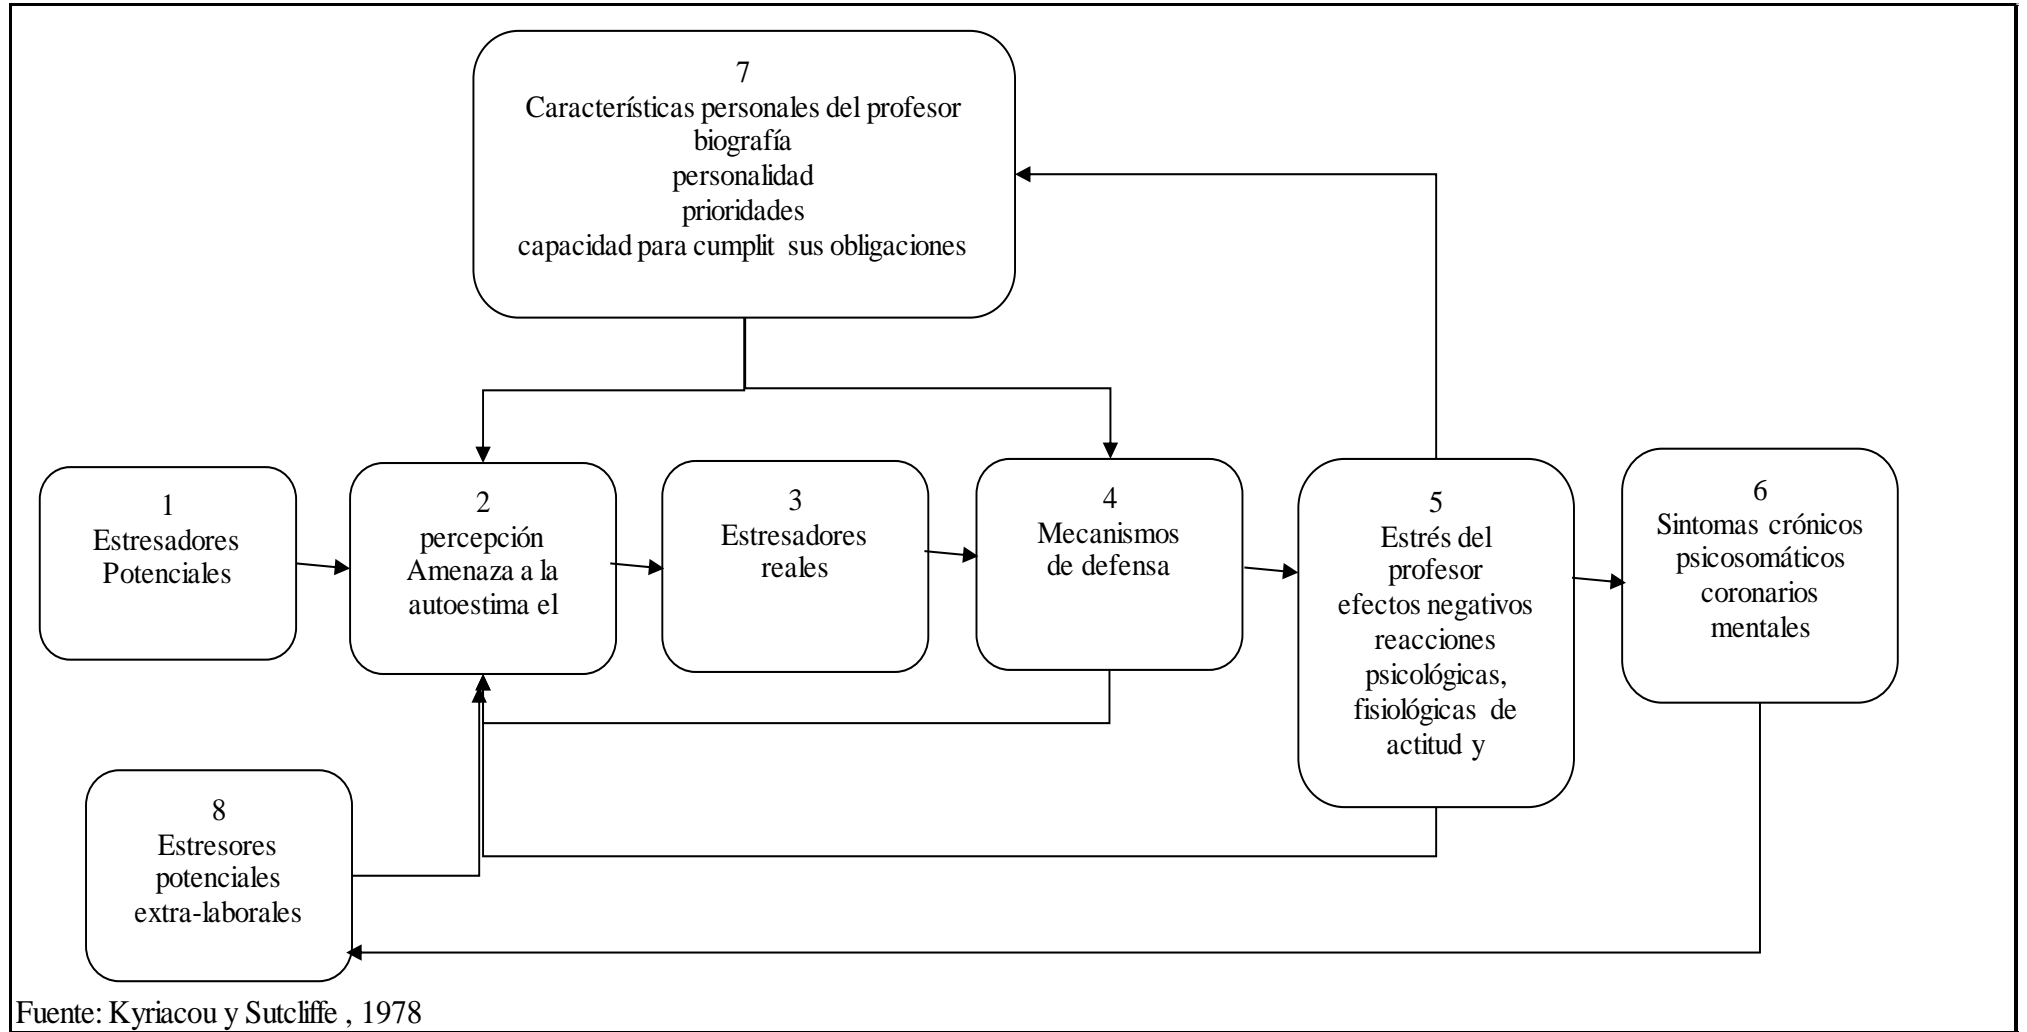 7
Característícas personales del profesor
biografía
personalidad
prioridades
capacidad para cumplit sus obligaciones
1
Estresadores
Potenciales
2
percepción
Amenaza a la
autoestima el
3
Estresadores
reales
4
Mecanismos
de defensa
5
Estrés del
profesor
efectos negativos
reacciones
psicológicas,
fisiológicas de
actitud y
6
Sintomas crónicos
psicosomáticos
coronarios
mentales
8
Estresores
potenciales
extra-laborales
Fuente: Kyriacou y Sutcliffe , 1978